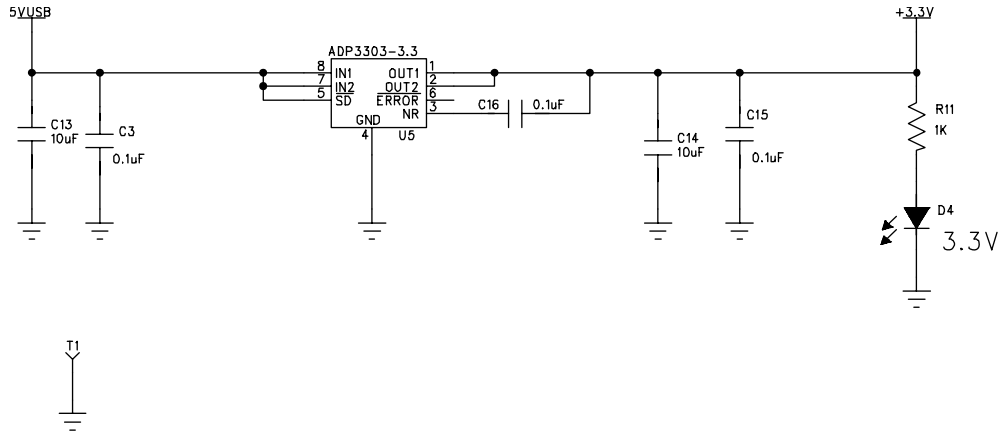 5VUSB
+3.3V
ADP3303-3.3
8 IN1 OUT1 1
7 IN2 OUT2 2
5 SD ERROR 6
NR 3
GND
4 U5
C16 0.1uF
C13
10uF
C3
0.1uF
C14
10uF
C15
0.1uF
R11
1K
D4
3.3V
T1